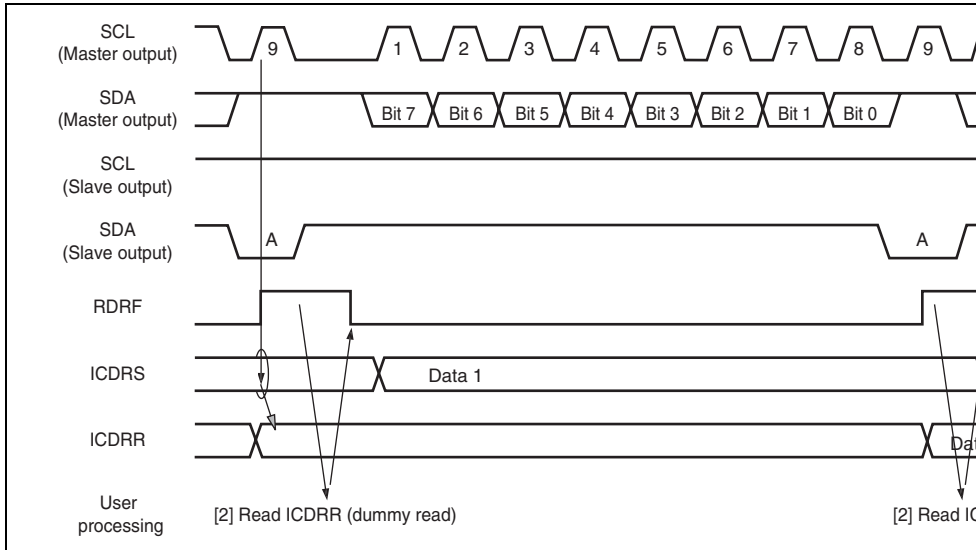 SCL
(Master output)
9 1 2 3 4 5 6 7 8 9
SDA
(Master output)
Bit 7 Bit 6 Bit 5 Bit 4 Bit 3 Bit 2 Bit 1 Bit 0
SCL
(Slave output)
SDA
(Slave output)
A A
RDRF
ICDRS
Data 1
ICDRR
User
processing
[2] Read ICDRR (dummy read) [2] Read